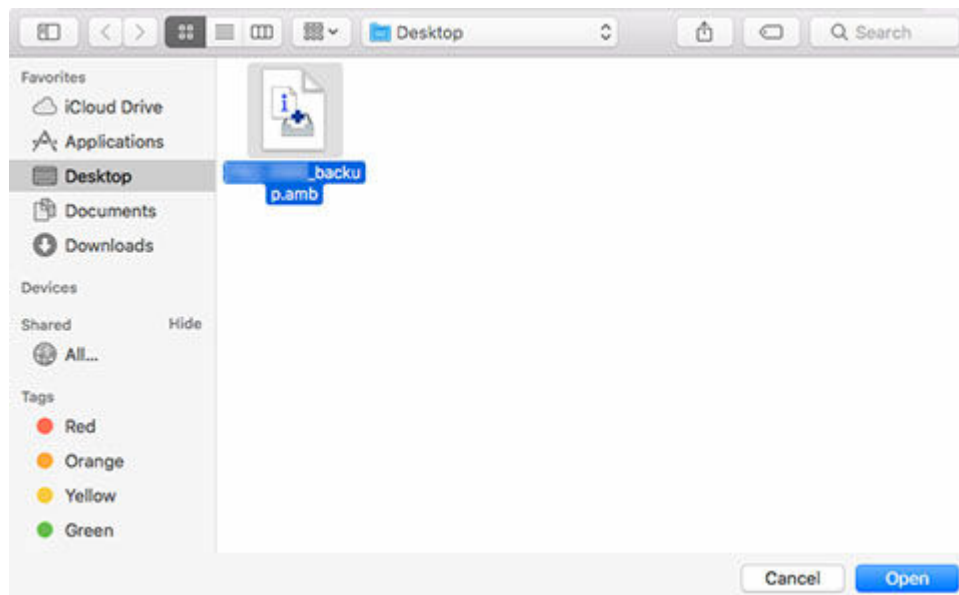 Desktop
Search
Favorites
iCloud Drive
Applications
Desktop
Documents
Downloads
Devices
Shared Hide
All...
Tags
Red
Orange
Yellow
Green
i
_backu
p.amb
Cancel Open